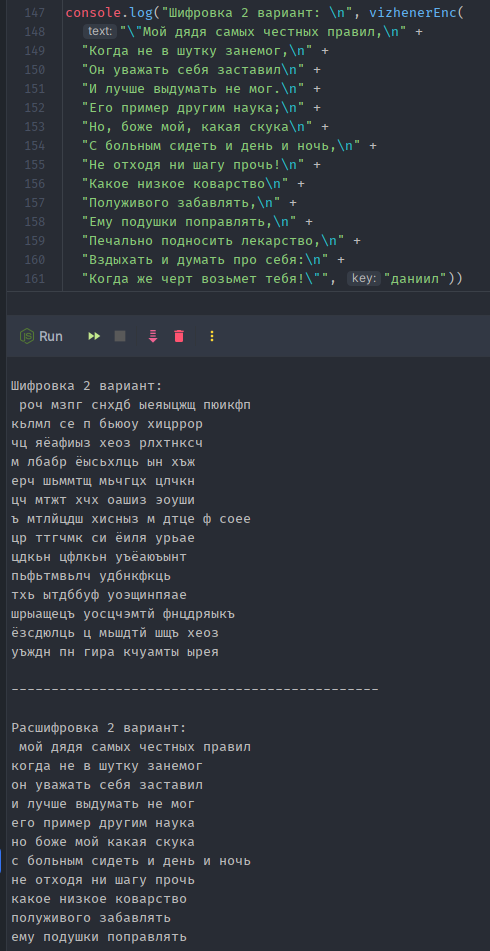 147 console.log("Шифровка 2 вариант: \n", vizhenerEnc(
148 text: "\"Мой дядя самых честных правил,\n" +
149 "Когда не в шутку занемог,\n" +
150 "Он уважать себя заставил\n" +
151 "И лучше выдумать не мог.\n" +
152 "Его пример другим наука;\n" +
153 "Но, боже мой, какая скука\n" +
154 "С больным сидеть и день и ночь,\n" +
155 "Не отходя ни шагу прочь!\n" +
156 "Какое низкое коварство\n" +
157 "Полуживого забавлять,\n" +
158 "Ему подушки поправлять,\n" +
159 "Печально подносить лекарство,\n" +
160 "Вздыхать и думать про себя:\n" +
161 "Когда же черт возьмет тебя!\"", key: "даниил"))
JS Run
Шифровка 2 вариант:
роч мзпг снхдб ыеяыцжщ пюикфп
кьлмл се п бьюоу хицррор
чц яёафиыз хеоз рлхтнксч
м лбабр ёысьхлць ын хъж
ерч шьммтщ мьчгцх цлчкн
цч мтжт хчх оашиз эоуши
ъ мтлйцдш хисныз м дтце ф соее
цр ттгчмк си ёиля урьае
цдкьн цфлкьн уъёаюъынт
пьфьтмвьлч удбнкфкць
тхь ытдббуф уоэщинпяае
шрыащецъ уосцчэмтй фнцдряыкъ
ёзсдюлць ц мьшдтй шщъ хеоз
уъждн пн гира кчуамты ырея
-----------------------------------------------
Расшифровка 2 вариант:
мой дядя самых честных правил
когда не в шутку занемог
он уважать себя заставил
и лучше выдумать не мог
его пример другим наука
но боже мой какая скука
с больным сидеть и день и ночь
не отходя ни шагу прочь
какое низкое коварство
полуживого забавлять
ему подушки поправлять